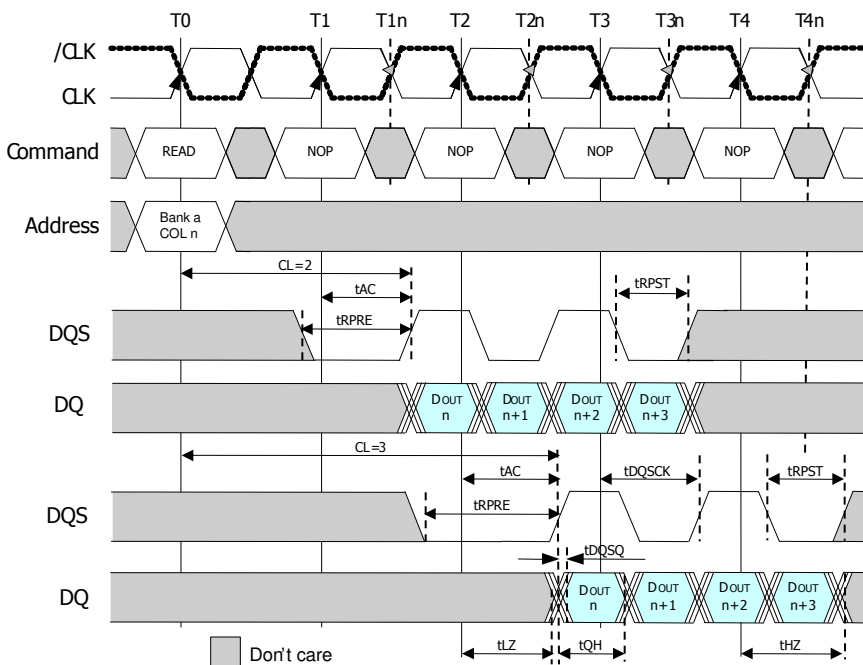 T0 T1 T1n T2 T2n T3 T3n T4 T4n
/CLK
CLK
Command READ NOP NOP NOP NOP
Address Bank a
COL n
CL=2
tAC
tRPST
tRPRE
DQS
DQ DOUT n DOUT n+1 DOUT n+2 DOUT n+3
CL=3
tAC tDQSCK tRPST
tRPRE
DQS
tDQSQ
DQ DOUT n DOUT n+1 DOUT n+2 DOUT n+3
tLZ tQH tHZ
Don't care